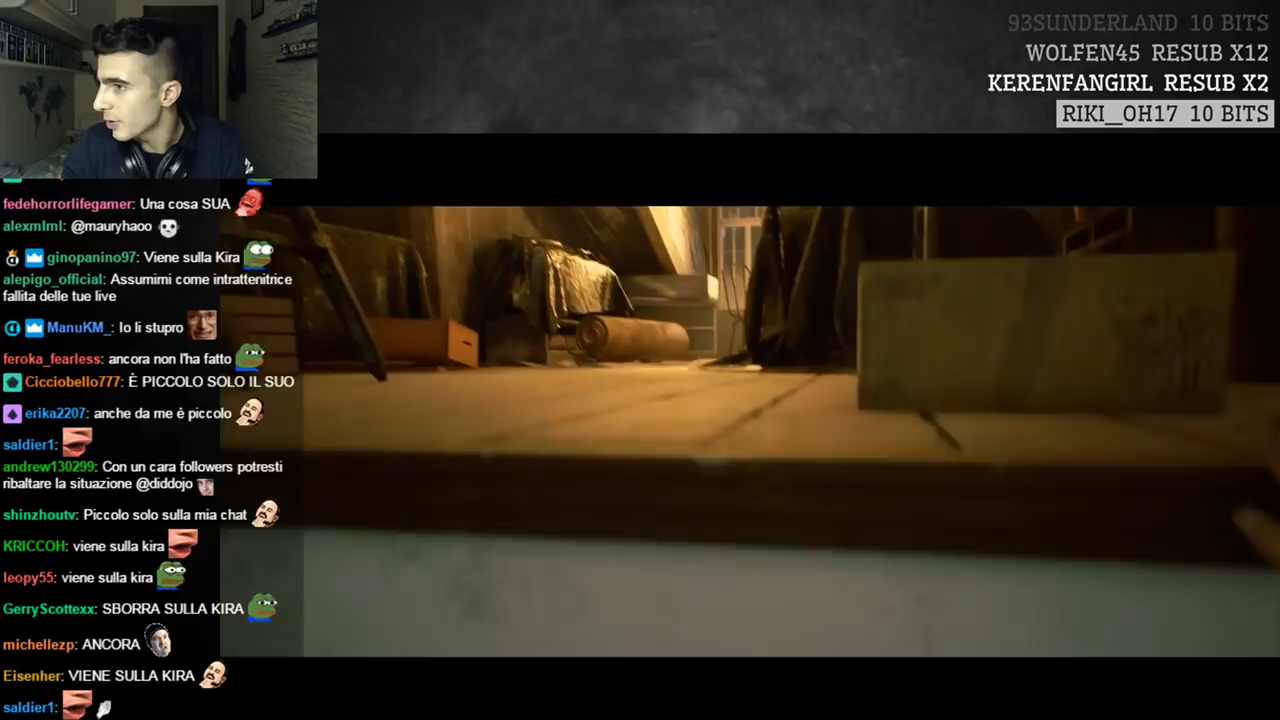 93SUNDERLAND 10 BITS
WOLFEN45 RESUB X12
KERENFANGIRL RESUB X2
RIKI_OH17 10 BITS
fedehorrorlifegamer: Una cosa SUA
alexmlml: @mauryhaoo
ginopanino97: Viene sulla Kira
alepigo_official: Assumimi come intrattenitrice
fallita delle tue live
ManuKM_: Io li stupro
feroka_fearless: ancora non l'ha fatto
Cicciobello777: È PICCOLO SOLO IL SUO
erika2207: anche da me è piccolo
saldier1:
andrew130299: Con un cara followers potresti
ribaltare la situazione @diddojo
shinzhoutv: Piccolo solo sulla mia chat
KRICCOH: viene sulla kira
leopy55: viene sulla kira
GerryScottexx: SBORRA SULLA KIRA
michellezp: ANCORA
Eisenher: VIENE SULLA KIRA
saldier1: